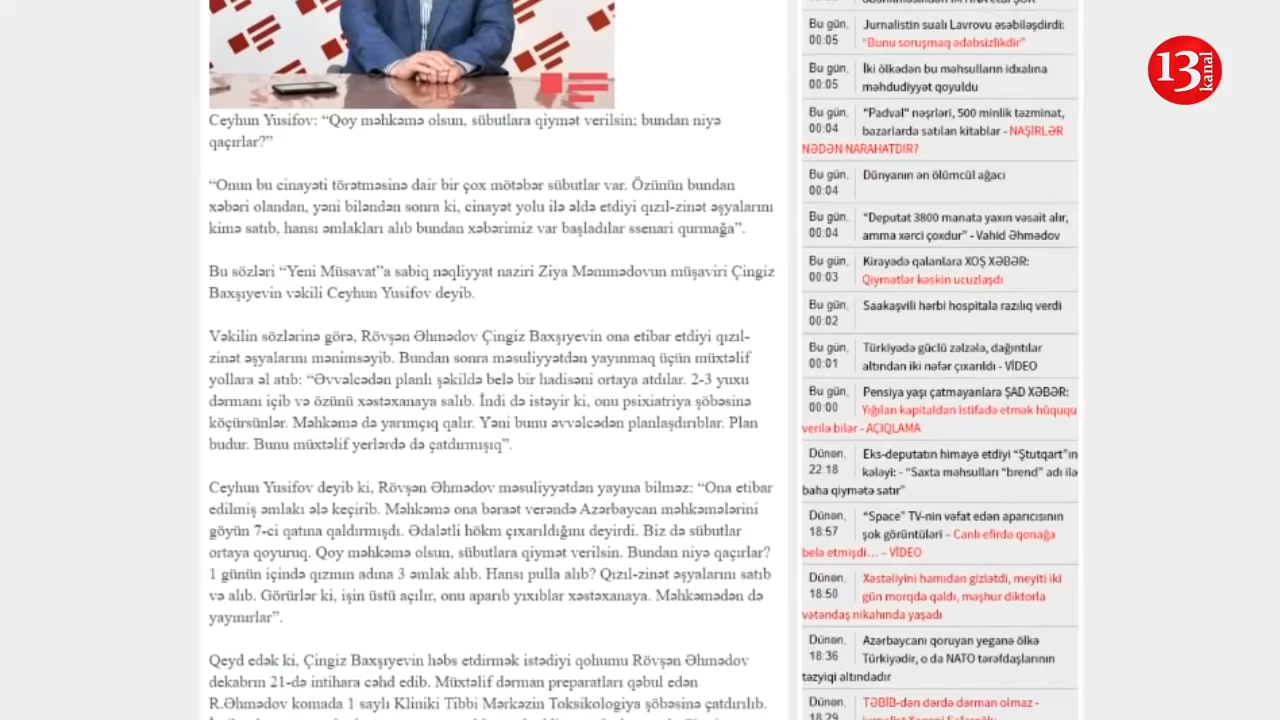 Ceyhun Yusifov: “Qoy məhkəmə olsun, sübutlara qiymət verilsin; bundan niyə
qaçırlar?”
“Onun bu cinayəti törətməsinə dair bir çox mötəbər sübutlar var. Özünün bundan
xəbəri olandan, yəni biləndən sonra ki, cinayət yolu ilə əldə etdiyi qızıl-zinət əşyalarını
kimə satıb, hansı əmlakları alıb bundan xəbərimiz var başladılar ssenari qurmağa”.
Bu sözləri “Yeni Müsavat”a sabiq nəqliyyat naziri Ziya Məmmədovun müşaviri Çingiz
Baxşıyevin vəkili Ceyhun Yusifov deyib.
Vəkilin sözlərinə görə, Rövşən Əhmədov Çingiz Baxşıyevin ona etibar etdiyi qızıl-
zinət əşyalarını mənimsəyib. Bundan sonra məsuliyyətdən yayınmaq üçün müxtəlif
yollara əl atıb: “Əvvəlcədən planlı şəkildə belə bir hadisəni ortaya atdılar. 2-3 yuxu
dərmanı içib və özünü xəstəxanaya salıb. İndi də istəyir ki, onu psixiatriya şöbəsinə
köçürsünlər. Məhkəmə də yarımçıq qalır. Yəni bunu əvvəlcədən planlaşdırıblar. Plan
budur. Bunu müxtəlif yerlərdə də çatdırmışıq”.
Ceyhun Yusifov deyib ki, Rövşən Əhmədov məsuliyyətdən yayına bilməz: “Ona etibar
edilmiş əmlakı ələ keçirib. Məhkəmə ona bəraət verəndə Azərbaycan məhkəmələrini
göyün 7-ci qatına qaldırmışdı. Ədalətli hökm çıxarıldığını deyirdi. Biz də sübutlar
ortaya qoyuruq. Qoy məhkəmə olsun, sübutlara qiymət verilsin. Bundan niyə qaçırlar?
1 günün içində qızının adına 3 əmlak alıb. Hansı pulla alıb? Qızıl-zinət əşyalarını satıb
və alıb. Görürlər ki, işin üstü açılır, onu aparıb yıxıblar xəstəxanaya. Məhkəmədən də
yayınırlar”.
Qeyd edək ki, Çingiz Baxşıyevin həbs etdirmək istədiyi qohumu Rövşən Əhmədov
dekabrın 21-də intihara cəhd edib. Müxtəlif dərman preparatları qəbul edən
R.Əhmədov komada 1 saylı Kliniki Tibbi Mərkəzin Toksikologiya şöbəsinə çatdırılıb.
Bu gün, 00:05
Jurnalistin sualı Lavrovu əsəbiləşdirdi:
“Bunu soruşmaq ədəbsizlikdir”
Bu gün, 00:05
İki ölkədən bu məhsulların idxalına
məhdudiyyət qoyuldu
Bu gün, 00:04
"Padval" nəşrləri, 500 minlik təzminat,
bazarlarda satılan kitablar - NAŞİRLƏR
NƏDƏN NARAHATDIR?
Bu gün, 00:04
Dünyanın ən ölümcül ağacı
Bu gün, 00:04
“Deputat 3800 manata yaxın vəsait alır,
amma xərci çoxdur” - Vahid Əhmədov
Bu gün, 00:03
Kirayədə qalanlara XOŞ XƏBƏR:
Qiymətlər kəskin ucuzlaşdı
Bu gün, 00:02
Saakaşvili hərbi hospitala razılıq verdi
Bu gün, 00:01
Türkiyədə güclü zəlzələ, dağıntılar
altından iki nəfər çıxarıldı - VİDEO
Bu gün, 00:00
Pensiya yaşı çatmayanlara ŞAD XƏBƏR:
Yığılan kapitaldan istifadə etmək hüququ
verilə bilər - AÇIQLAMA
Dünən, 22:18
Eks-deputatın himayə etdiyi “Ştutqart”ın
kələyi: - “Saxta məhsulları “brend” adı ilə
baha qiymətə satır”
Dünən, 18:57
“Space” TV-nin vəfat edən aparıcısının
şok görüntüləri – Canlı efirdə qonağa
belə etmişdi... – VİDEO
Dünən, 18:50
Xəstəliyini hamıdan gizlətdi, meyiti iki
gün morqda qaldı, məşhur diktorla
vətəndaş nikahında yaşadı
Dünən, 18:36
Azərbaycanı qoruyan yeganə ölkə
Türkiyədir, o da NATO tərəfdaşlarının
təzyiqi altındadır
Dünən, 18:29
TƏBİB-dən dərdə dərman olmaz -
13 kanal